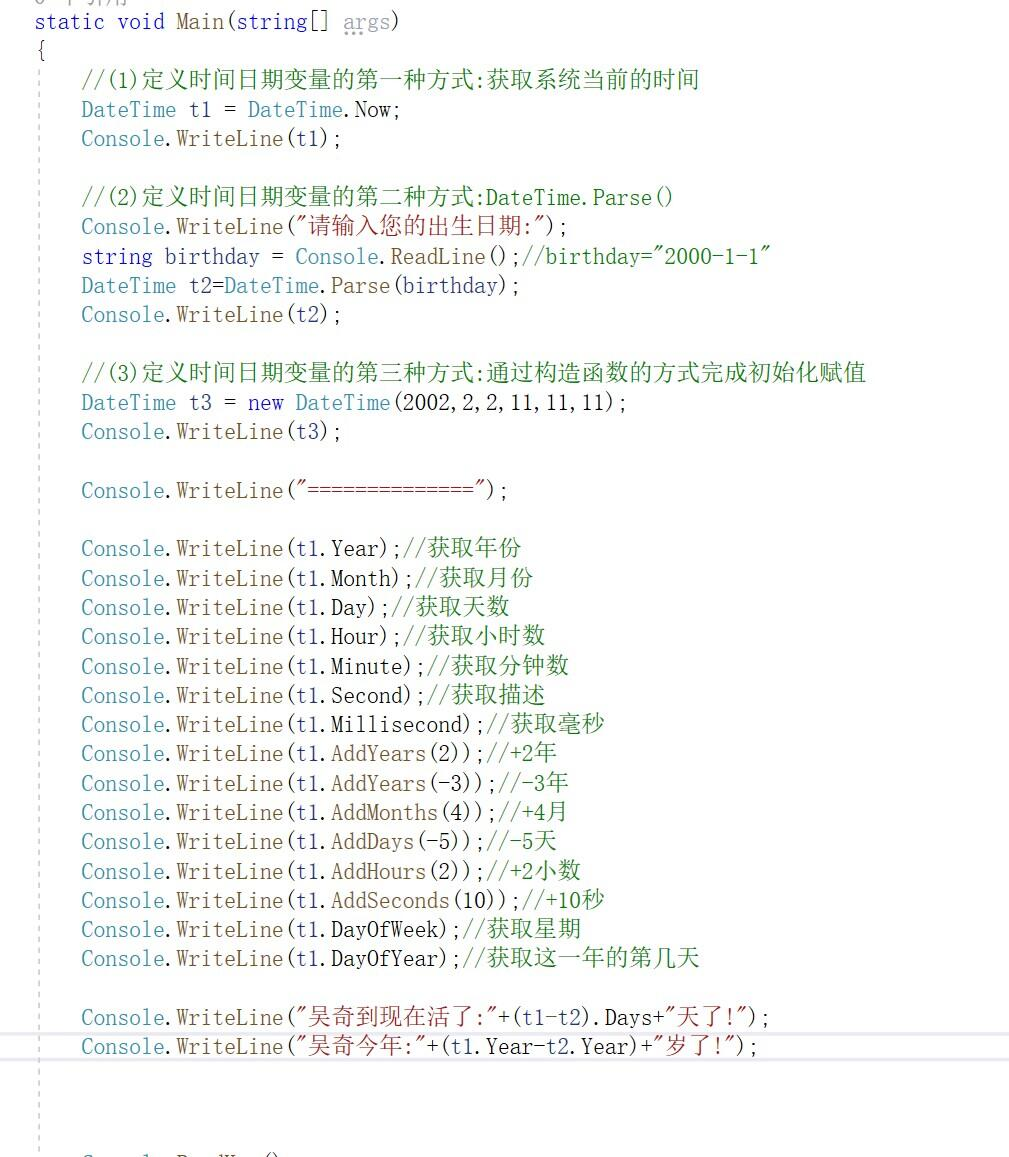 static void Main(string[] args)
{
//(1)定义时间日期变量的第一种方式:获取系统当前的时间
DateTime t1 = DateTime.Now;
Console.WriteLine(t1);
//(2)定义时间日期变量的第二种方式:DateTime.Parse()
Console.WriteLine("请输入您的出生日期:");
string birthday = Console.ReadLine();//birthday="2000-1-1"
DateTime t2=DateTime.Parse(birthday);
Console.WriteLine(t2);
//(3)定义时间日期变量的第三种方式:通过构造函数的方式完成初始化赋值
DateTime t3 = new DateTime(2002,2,2,11,11,11);
Console.WriteLine(t3);
Console.WriteLine("==============");
Console.WriteLine(t1.Year);//获取年份
Console.WriteLine(t1.Month);//获取月份
Console.WriteLine(t1.Day);//获取天数
Console.WriteLine(t1.Hour);//获取小时数
Console.WriteLine(t1.Minute);//获取分钟数
Console.WriteLine(t1.Second);//获取描述
Console.WriteLine(t1.Millisecond);//获取毫秒
Console.WriteLine(t1.AddYears(2));//+2年
Console.WriteLine(t1.AddYears(-3));//-3年
Console.WriteLine(t1.AddMonths(4));//+4月
Console.WriteLine(t1.AddDays(-5));//-5天
Console.WriteLine(t1.AddHours(2));//+2小数
Console.WriteLine(t1.AddSeconds(10));//+10秒
Console.WriteLine(t1.DayOfWeek);//获取星期
Console.WriteLine(t1.DayOfYear);//获取这一年的第几天
Console.WriteLine("吴奇到现在活了:"+(t1-t2).Days+"天了!");
Console.WriteLine("吴奇今年:"+(t1.Year-t2.Year)+"岁了!");